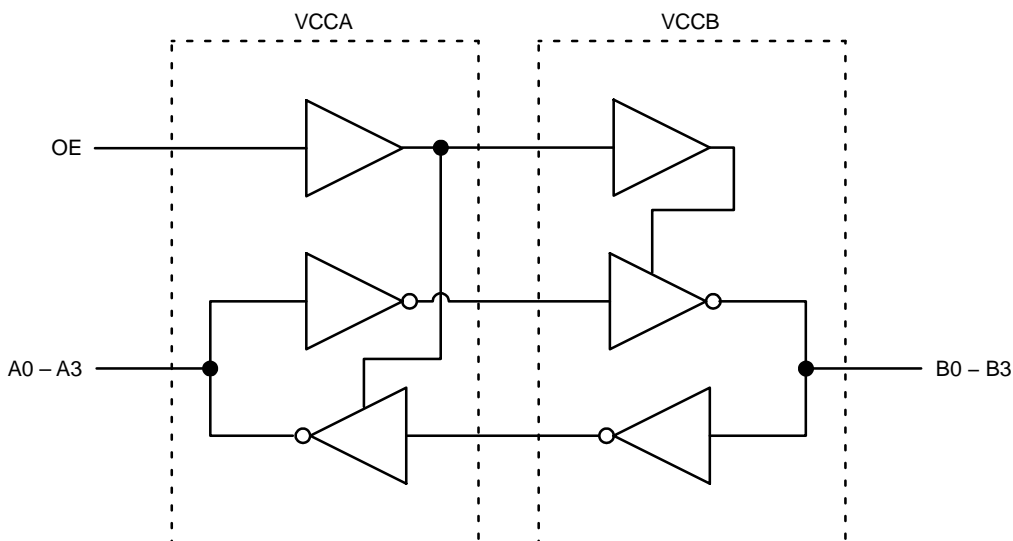 VCCA
VCCB
OE
A0 – A3
B0 – B3